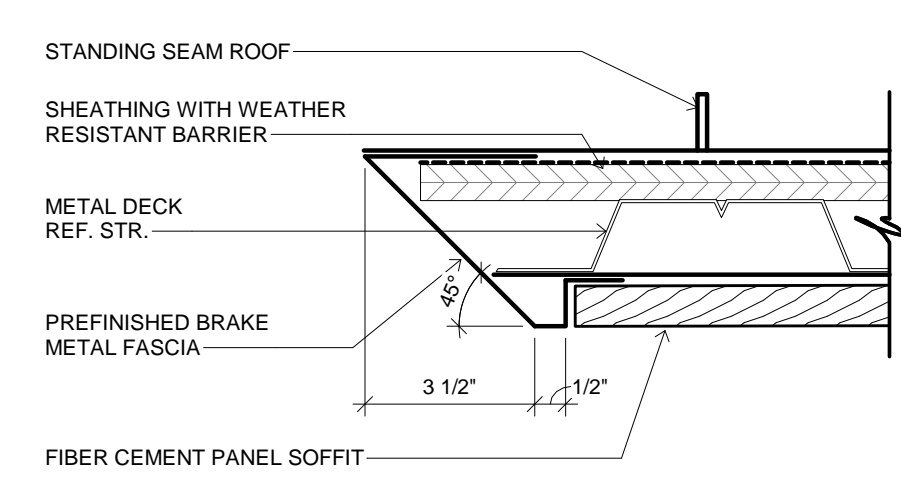 STANDING SEAM ROOF
SHEATHING WITH WEATHER
RESISTANT BARRIER
METAL DECK
REF. STR.
45°
PREFINISHED BRAKE
METAL FASCIA
3 1/2"
1/2"
FIBER CEMENT PANEL SOFFIT